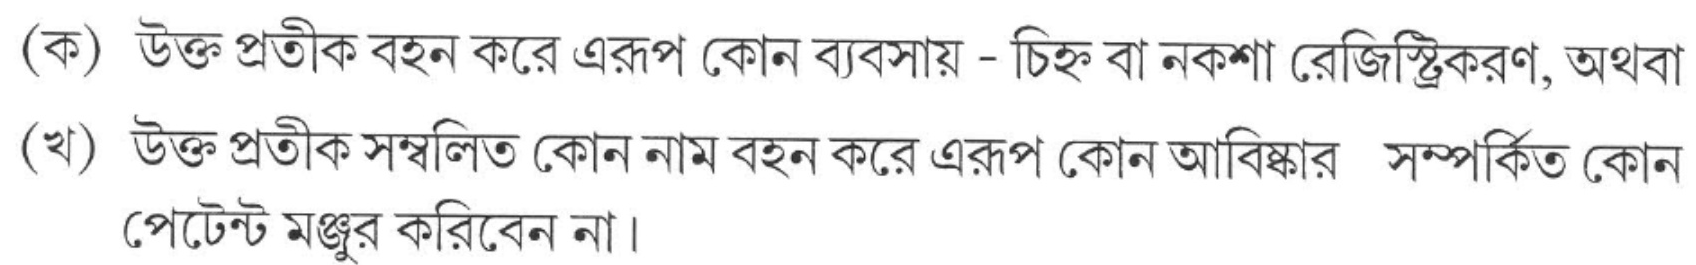 (ক) উক্ত প্রতীক বহন করে এরূপ কোন ব্যবসায় - চিহ্ন বা নকশা রেজিস্ট্রিকরণ, অথবা
(খ) উক্ত প্রতীক সম্বলিত কোন নাম বহন করে এরূপ কোন আবিষ্কার সম্পর্কিত কোন
পেটেন্ট মঞ্জুর করিবেন না।